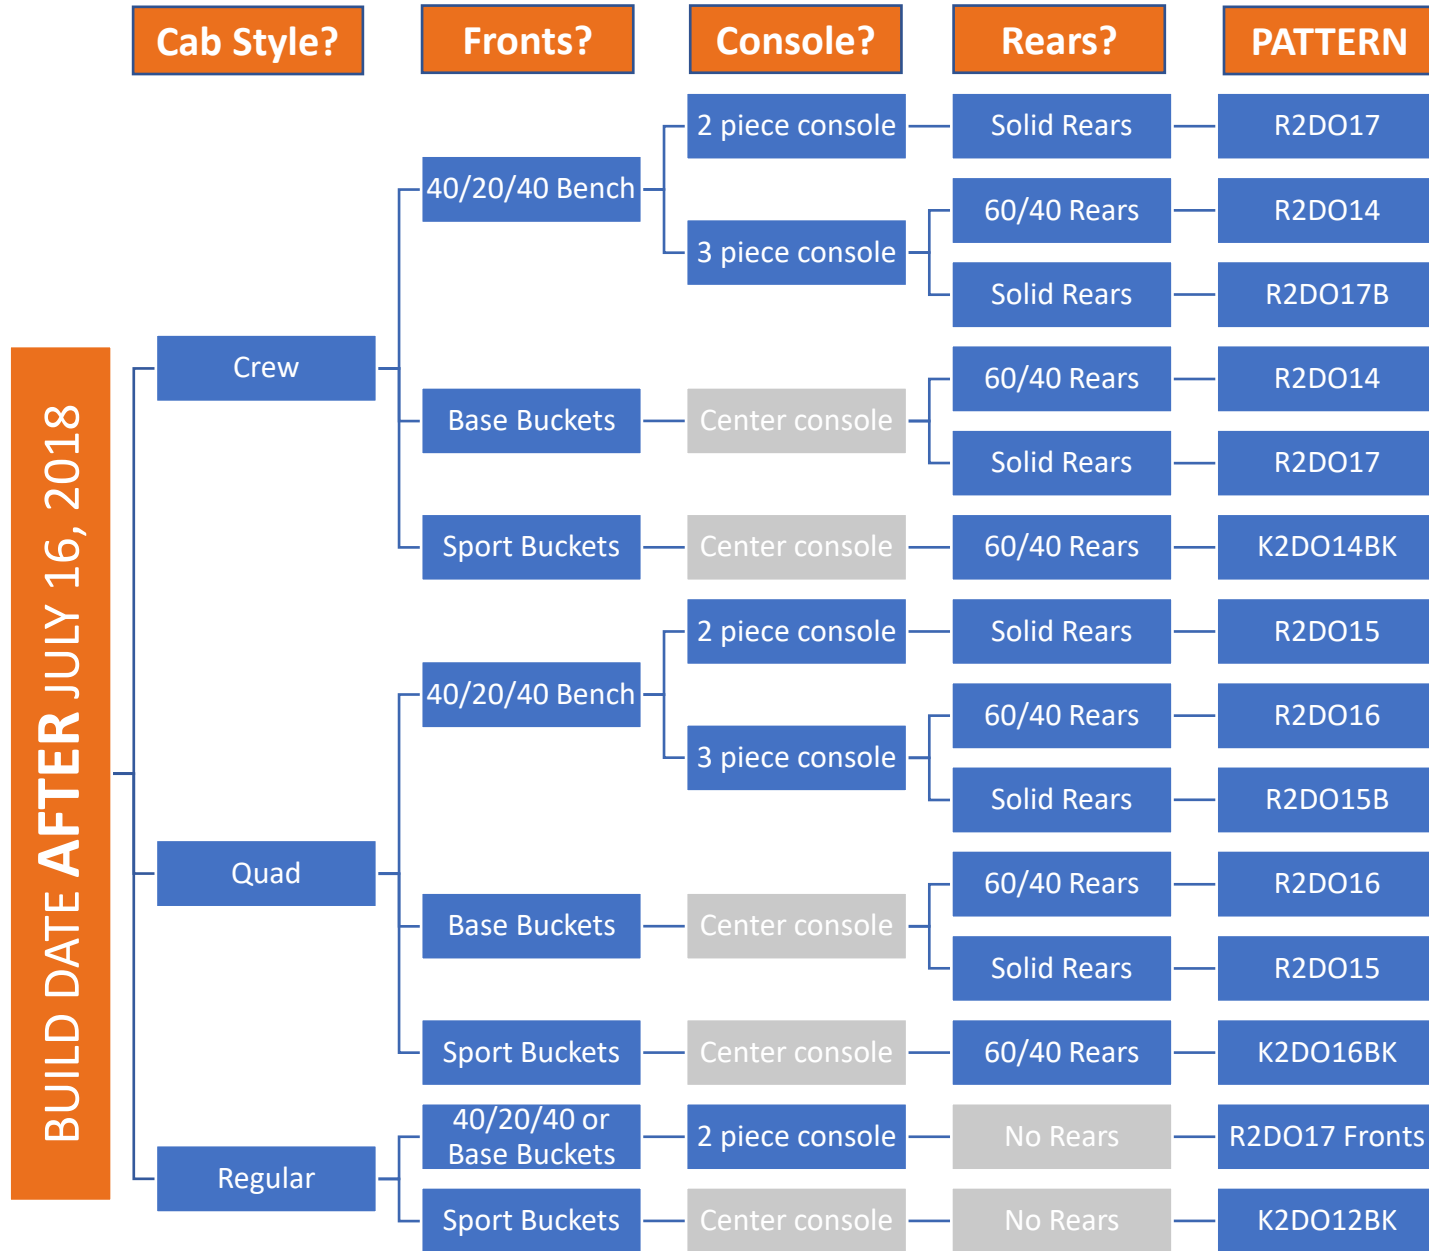 Cab Style?
Fronts?
Console?
Rears?
PATTERN
BUILD DATE AFTER JULY 16, 2018
Crew
40/20/40 Bench
2 piece console
Solid Rears
R2DO17
3 piece console
60/40 Rears
R2DO14
Solid Rears
R2DO17B
Base Buckets
Center console
60/40 Rears
R2DO14
Solid Rears
R2DO17
Sport Buckets
Center console
60/40 Rears
K2DO14BK
Quad
40/20/40 Bench
2 piece console
Solid Rears
R2DO15
3 piece console
60/40 Rears
R2DO16
Solid Rears
R2DO15B
Base Buckets
Center console
60/40 Rears
R2DO16
Solid Rears
R2DO15
Sport Buckets
Center console
60/40 Rears
K2DO16BK
Regular
40/20/40 or
Base Buckets
2 piece console
No Rears
R2DO17 Fronts
Sport Buckets
Center console
No Rears
K2DO12BK